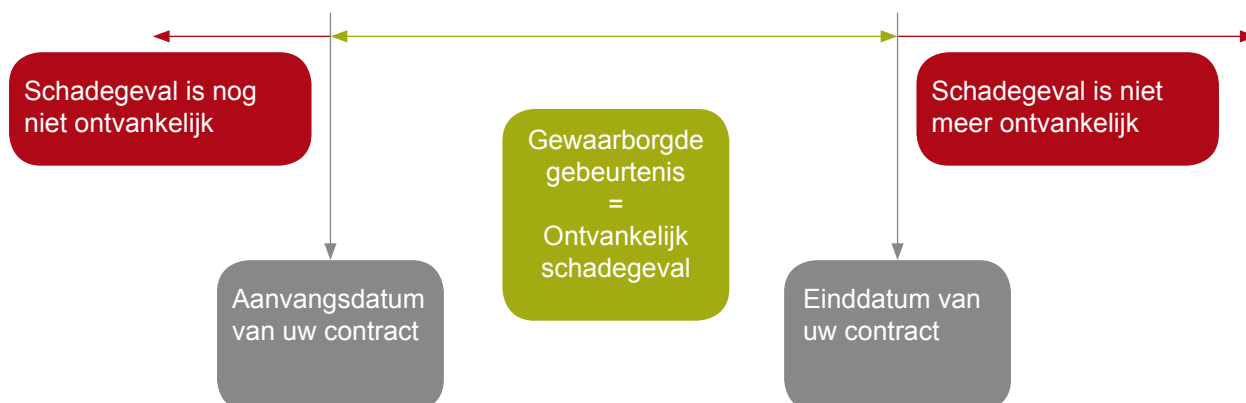 Schadegeval is nog
niet ontvankelijk
Schadegeval is niet
meer ontvankelijk
Gewaarborgde
gebeurtenis
=
Ontvankelijk
schadegeval
Aanvangsdatum
van uw contract
Einddatum van
uw contract